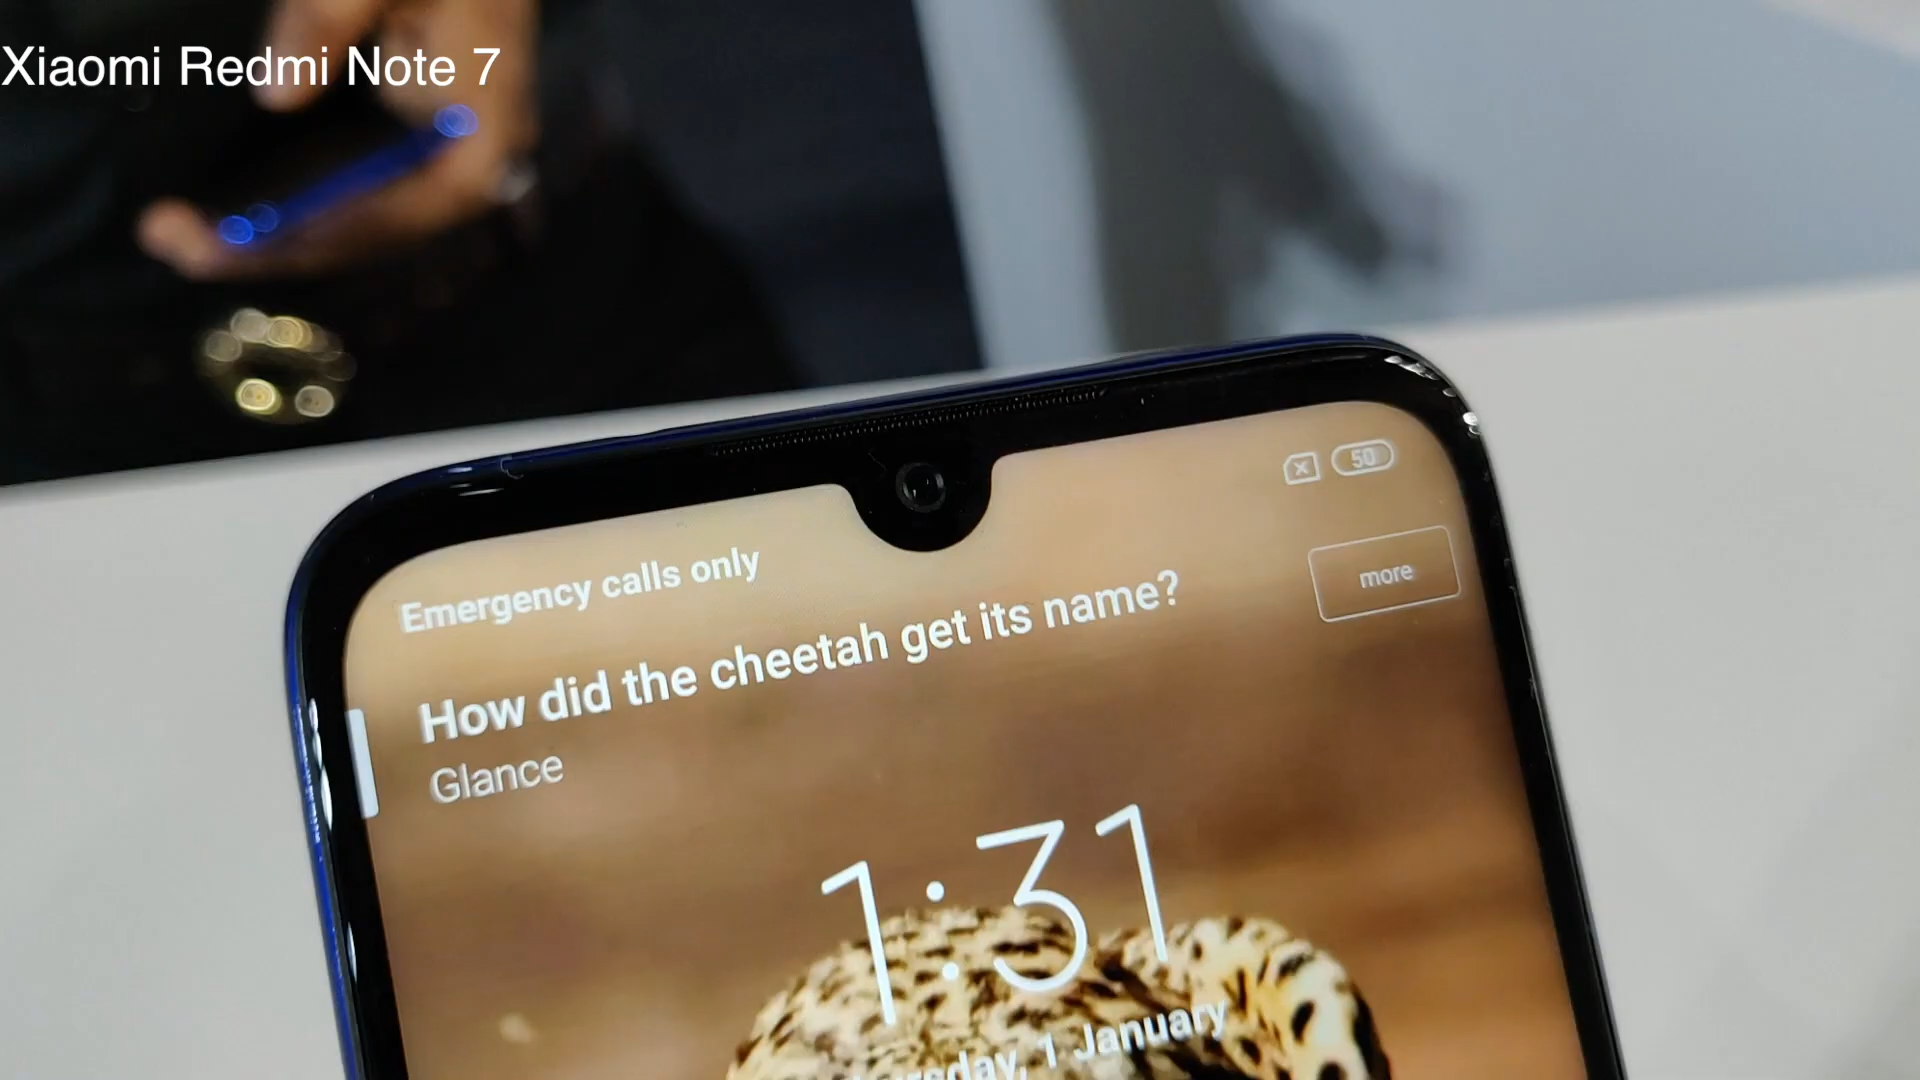 Xiaomi Redmi Note 7
50
Emergency calls only
How did the cheetah get its name?
more
Glance
1:31
1 January